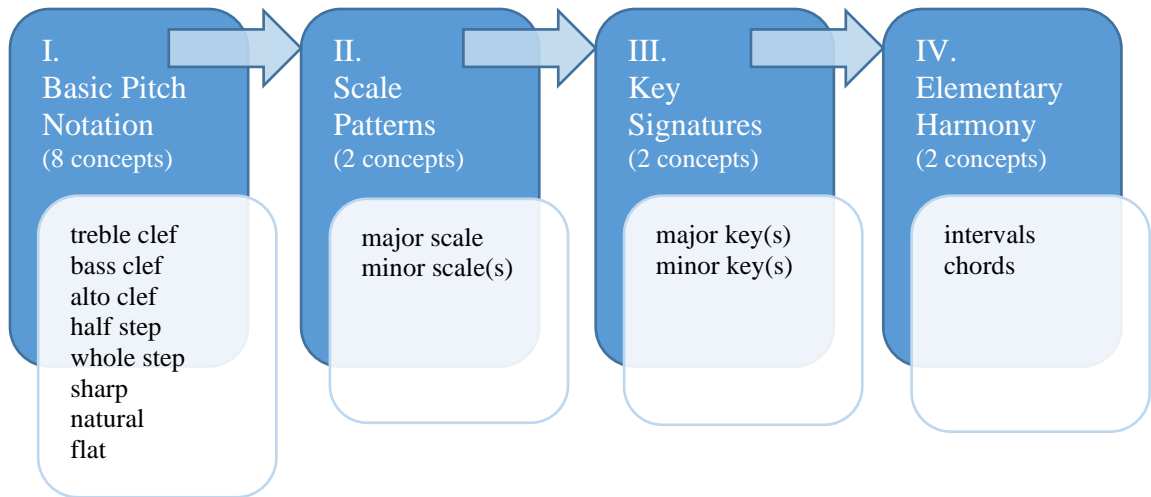 I.
Basic Pitch
Notation
(8 concepts)
treble clef
bass clef
alto clef
half step
whole step
sharp
natural
flat
II.
Scale
Patterns
(2 concepts)
major scale
minor scale(s)
III.
Key
Signatures
(2 concepts)
major key(s)
minor key(s)
IV.
Elementary
Harmony
(2 concepts)
intervals
chords